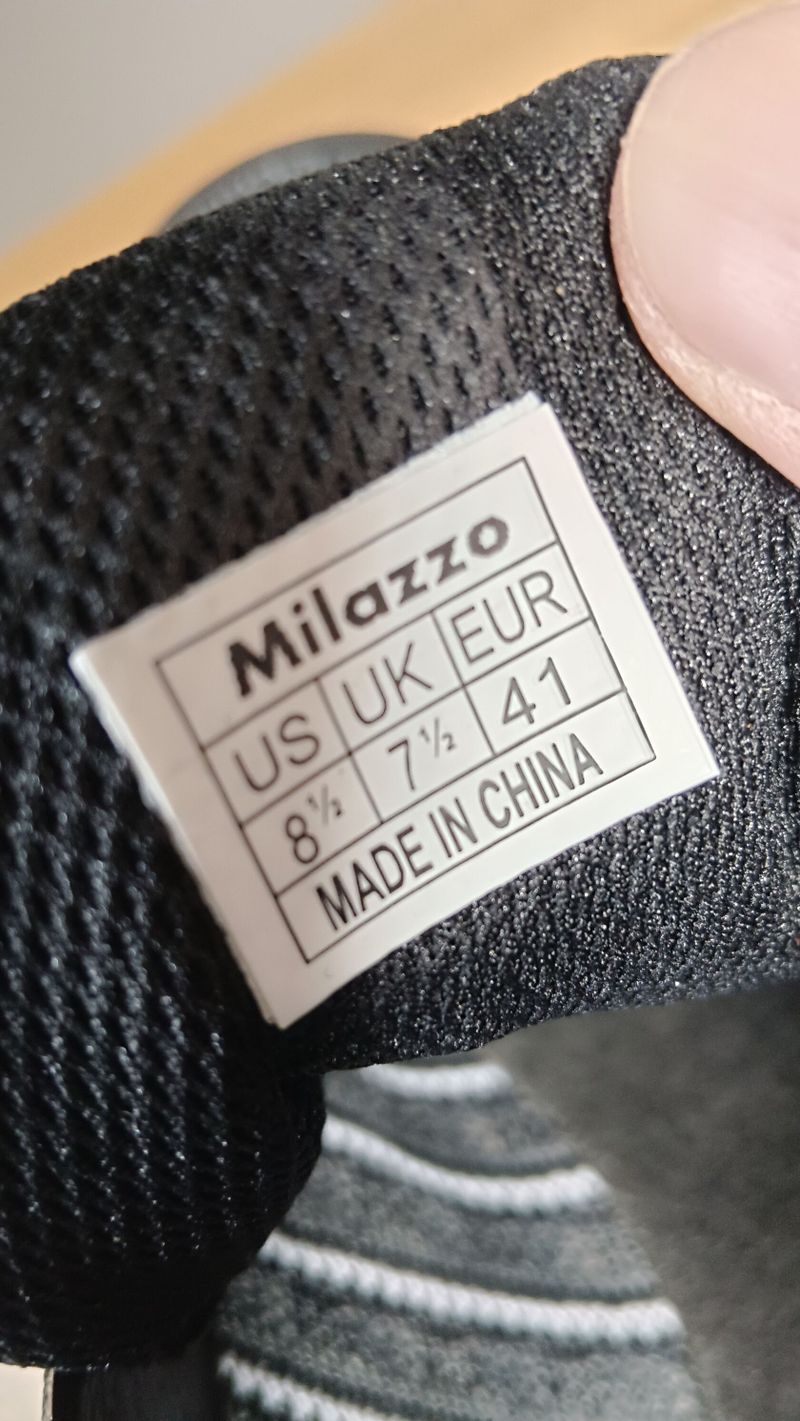 Milazzo
US UK EUR
8½ 7½ 41
MADE IN CHINA